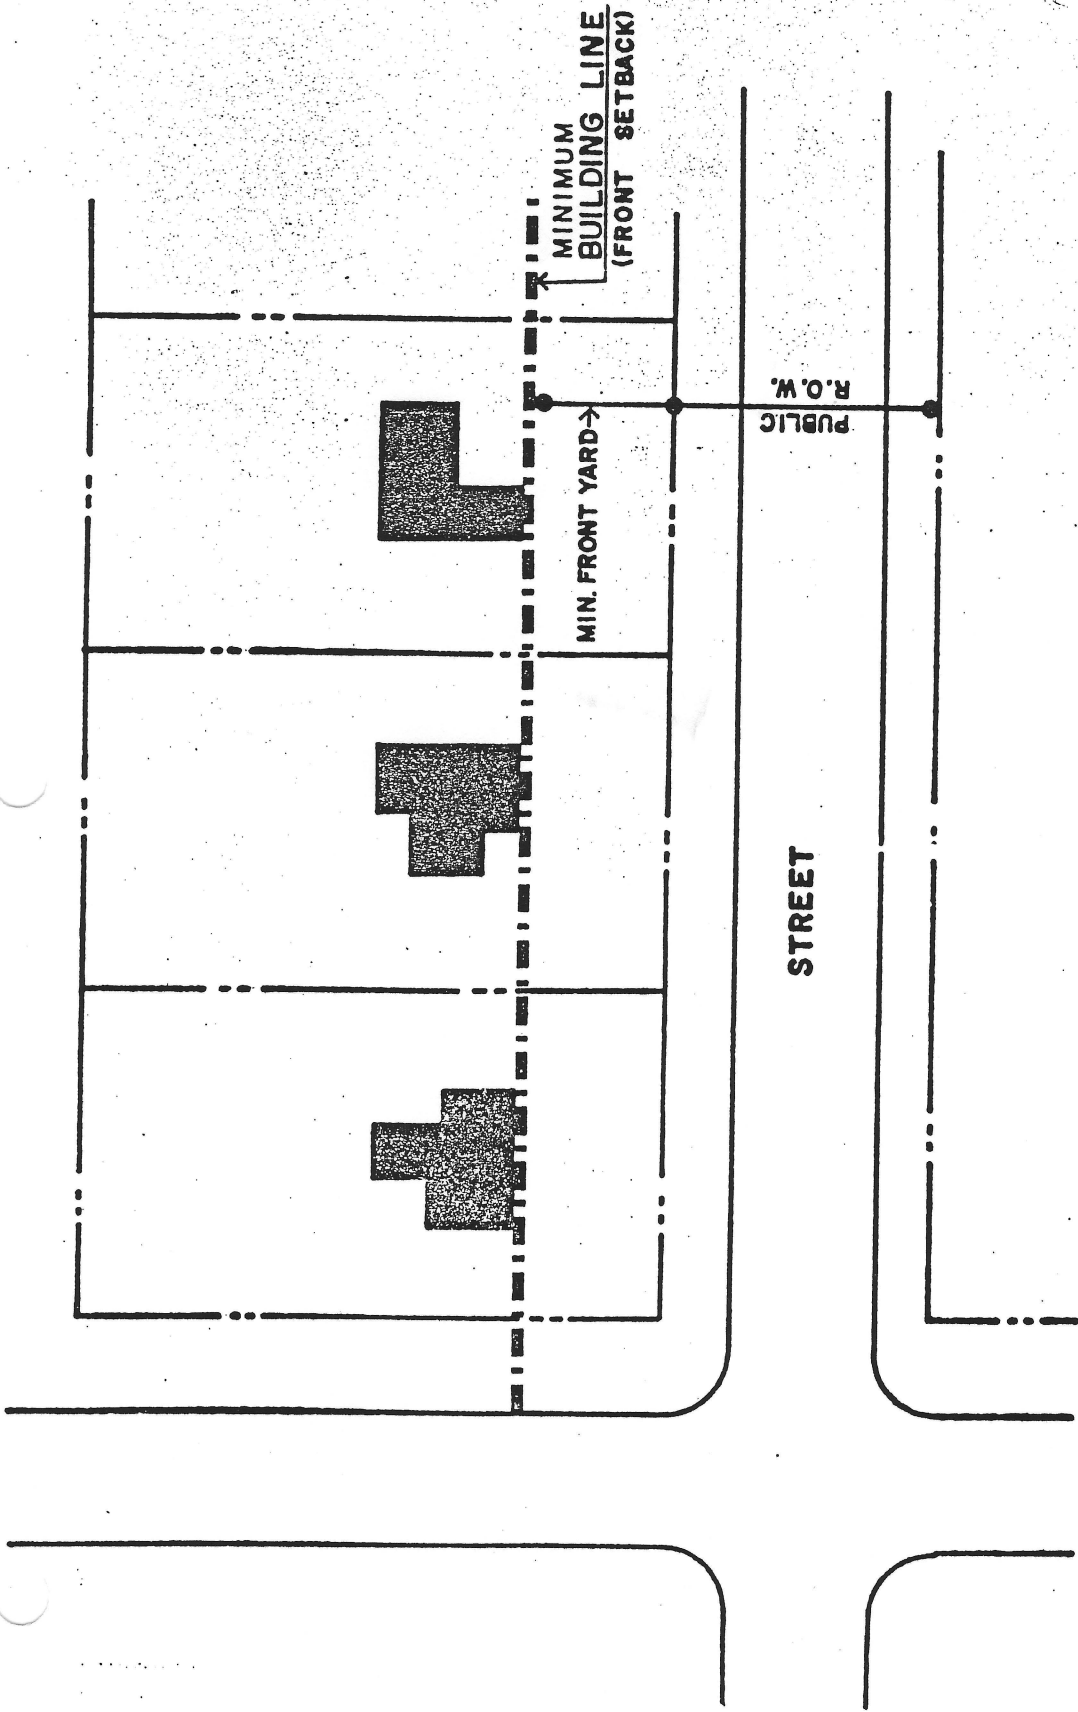 MINIMUM
BUILDING LINE
(FRONT SETBACK)
MIN. FRONT YARD→
PUBLIC
R.O.W.
STREET